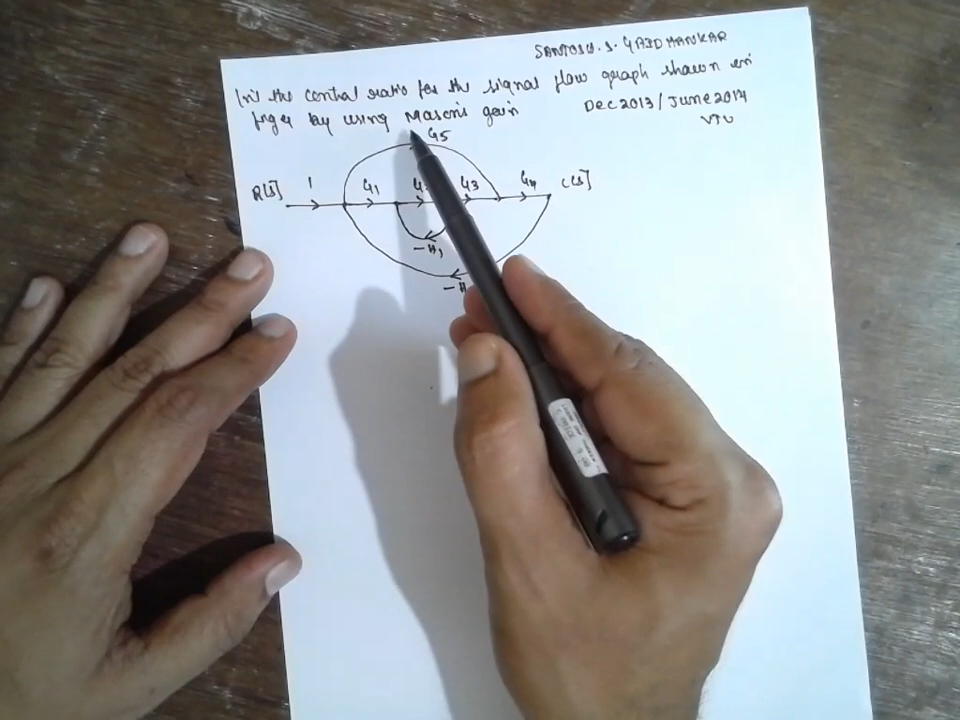 SANTOSH.S.GAIDHANKAR
the control ratio for the signal flow graph shown in
by using Mason's gain
DEC 2013/JUNE 2014
VTU
G5
R[s] 1 G1 G3 G4 C[s]
-H1
-H